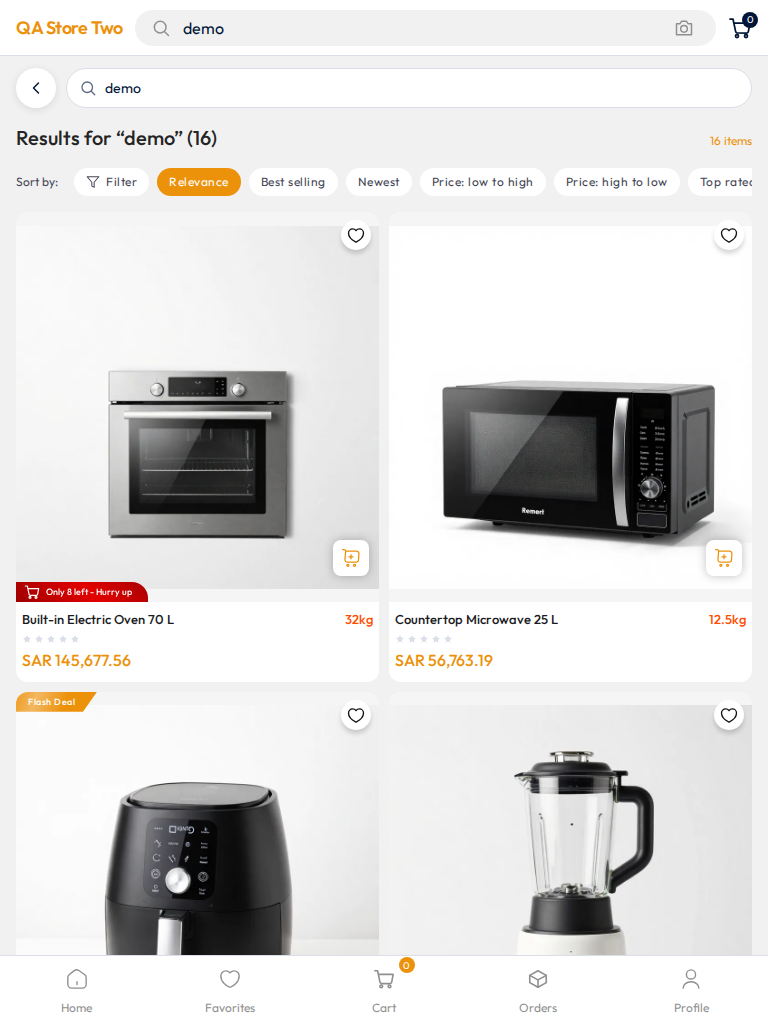 QA Store Two
demo
0
demo
Results for “demo” (16)
16 items
Sort by:
Filter
Relevance
Best selling
Newest
Price: low to high
Price: high to low
Top rated
Remerl
Only 8 left - Hurry up
Built-in Electric Oven 70 L
32kg
SAR 145,677.56
Countertop Microwave 25 L
12.5kg
SAR 56,763.19
Flash Deal
0
Home
Favorites
Cart
Orders
Profile